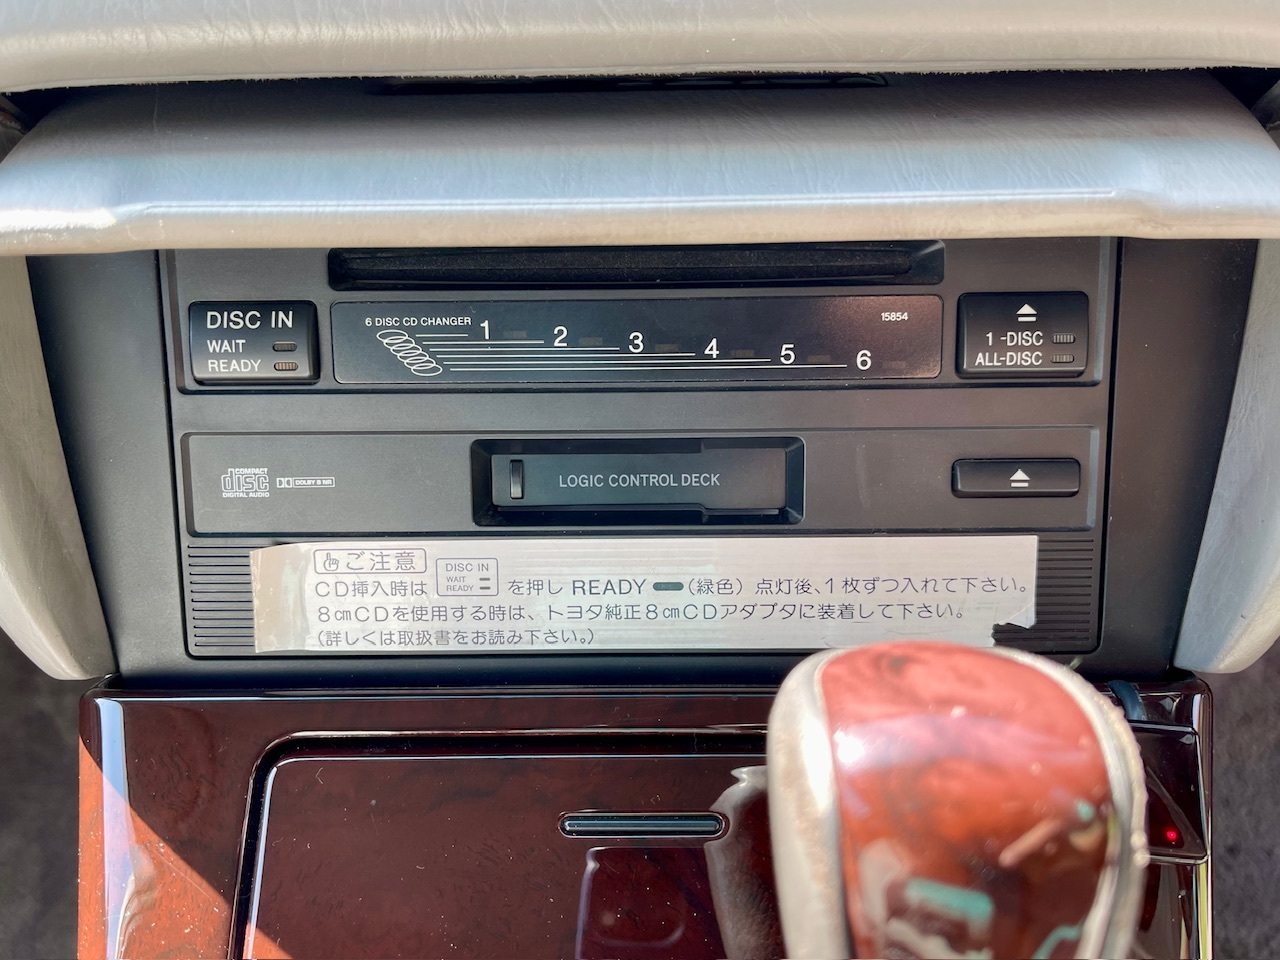 DISC IN
WAIT
READY
6 DISC CD CHANGER
1 2 3 4 5 6
15854
1-DISC
ALL-DISC
COMPACT
disc
DIGITAL AUDIO
DOLBY B NR
LOGIC CONTROL DECK
ご注意
DISC IN
WAIT
READY
CD挿入時は を押し READY (緑色) 点灯後、1枚ずつ入れて下さい。
8cmCDを使用する時は、トヨタ純正8cmCDアダプタに装着して下さい。
(詳しくは取扱書をお読み下さい。)